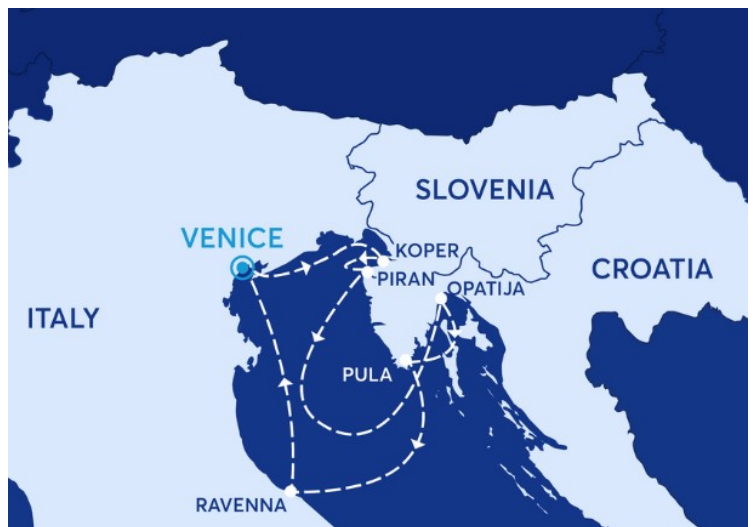 SLOVENIA
VENICE
KOPER
CROATIA
PIRAN
OPATIJA
ITALY
PULA
RAVENNA